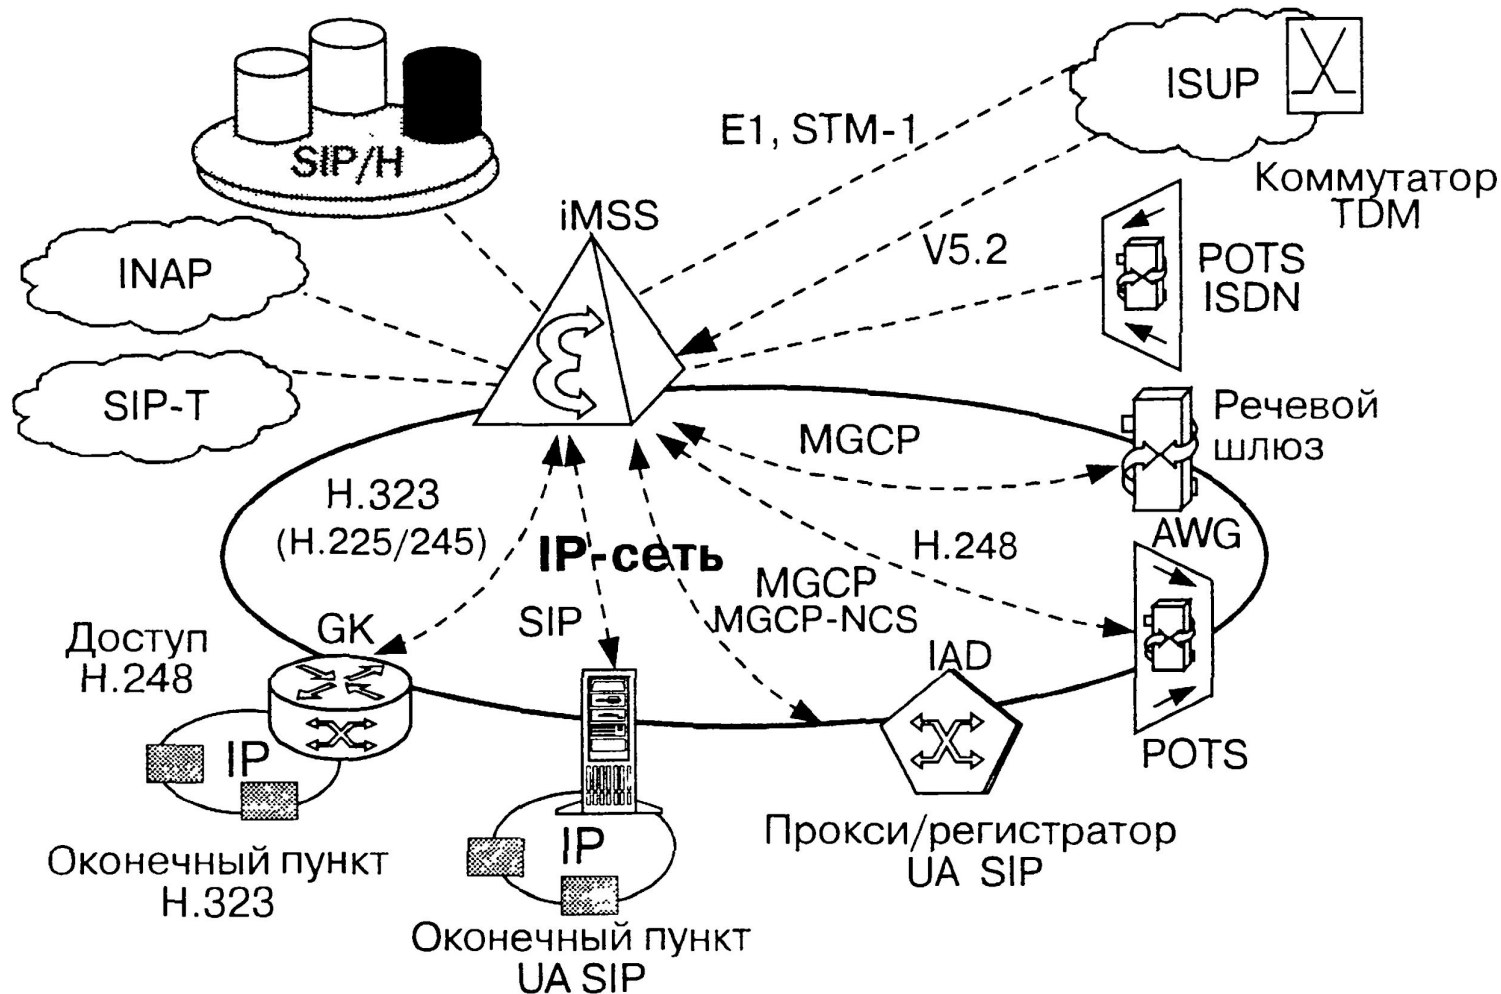 ISUP
E1, STM-1
SIP/H
Коммутатор
TDM
iMSS
INAP
V5.2
POTS
ISDN
SIP-T
Речевой
шлюз
MGCP
H.323
(H.225/245)
AWG
H.248
IP-сеть
MGCP
MGCP-NCS
SIP
GK
Доступ
H.248
IAD
POTS
IP
IP
Прокси/регистратор
UA SIP
Оконечный пункт
H.323
Оконечный пункт
UA SIP